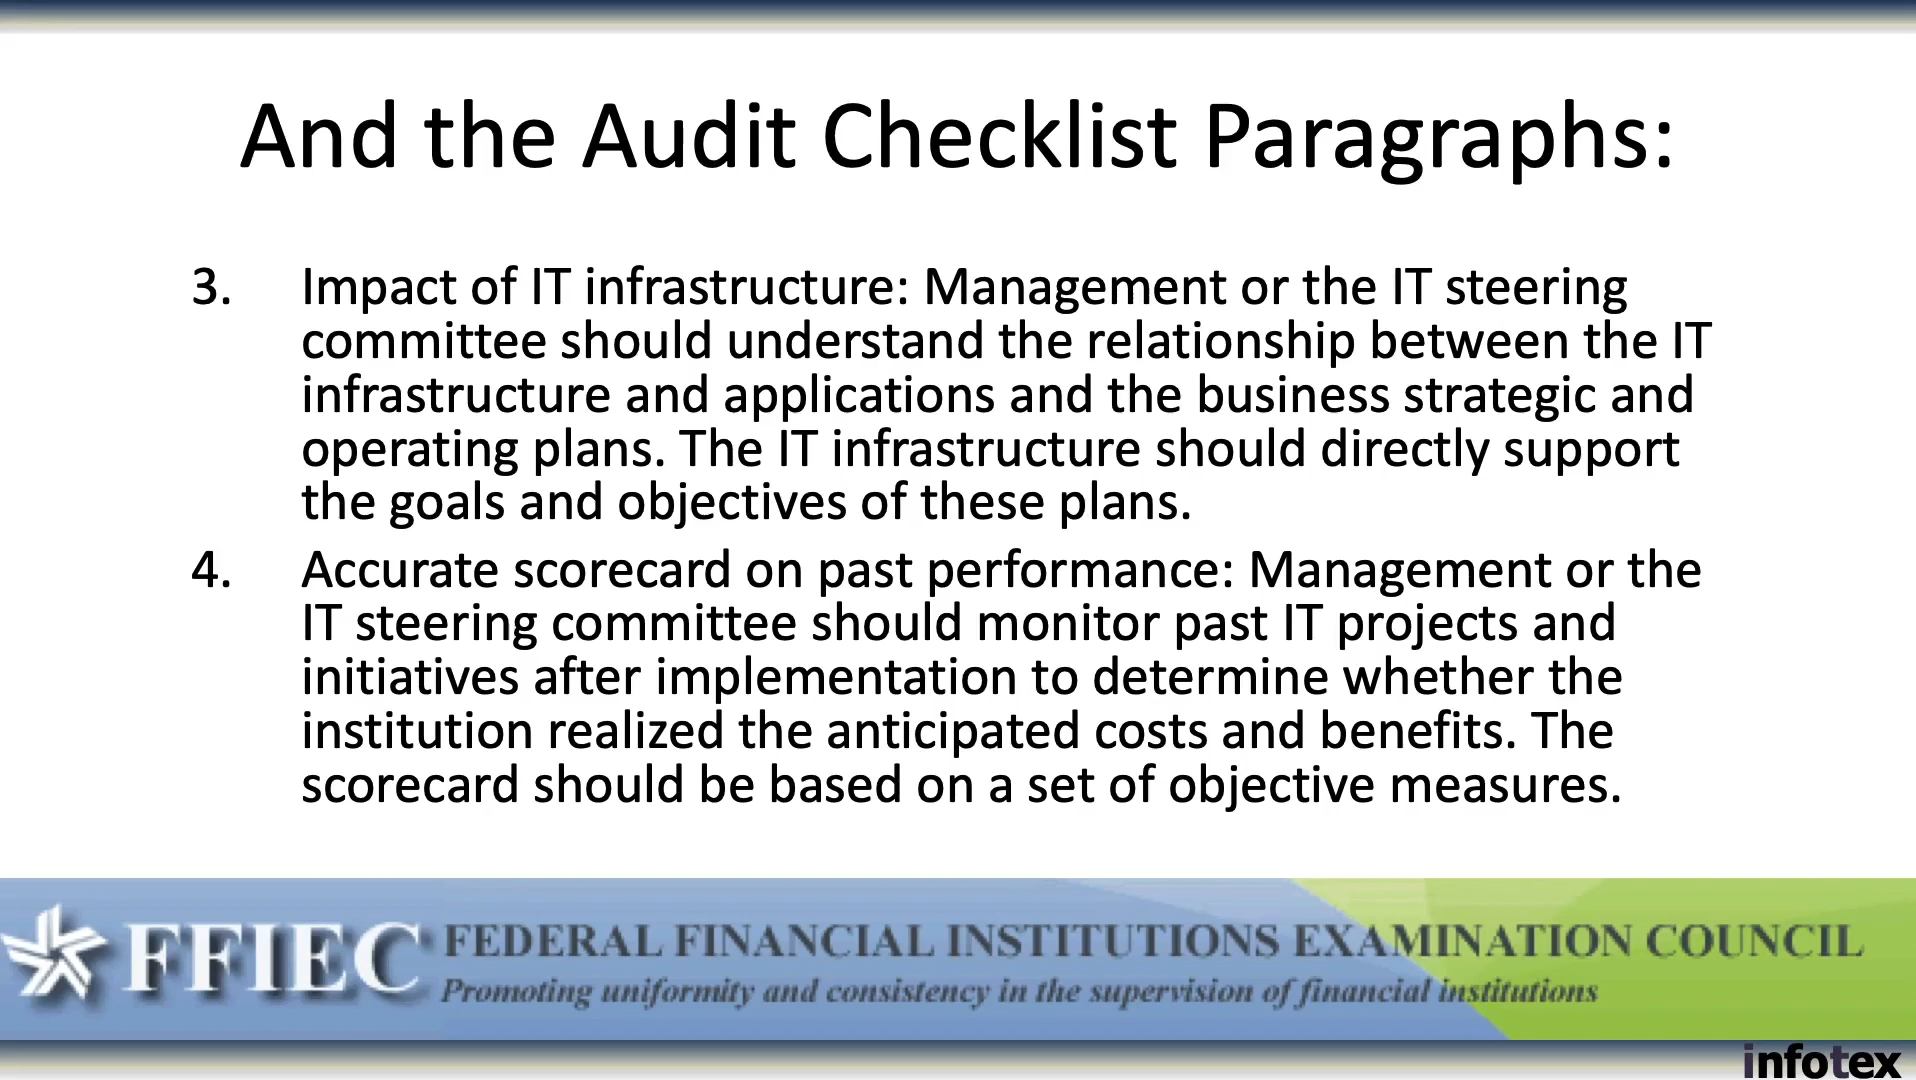 And the Audit Checklist Paragraphs:
3. Impact of IT infrastructure: Management or the IT steering
committee should understand the relationship between the IT
infrastructure and applications and the business strategic and
operating plans. The IT infrastructure should directly support
the goals and objectives of these plans.
4. Accurate scorecard on past performance: Management or the
IT steering committee should monitor past IT projects and
initiatives after implementation to determine whether the
institution realized the anticipated costs and benefits. The
scorecard should be based on a set of objective measures.
FFIEC FEDERAL FINANCIAL INSTITUTIONS EXAMINATION COUNCIL
Promoting uniformity and consistency in the supervision of financial institutions
infotex